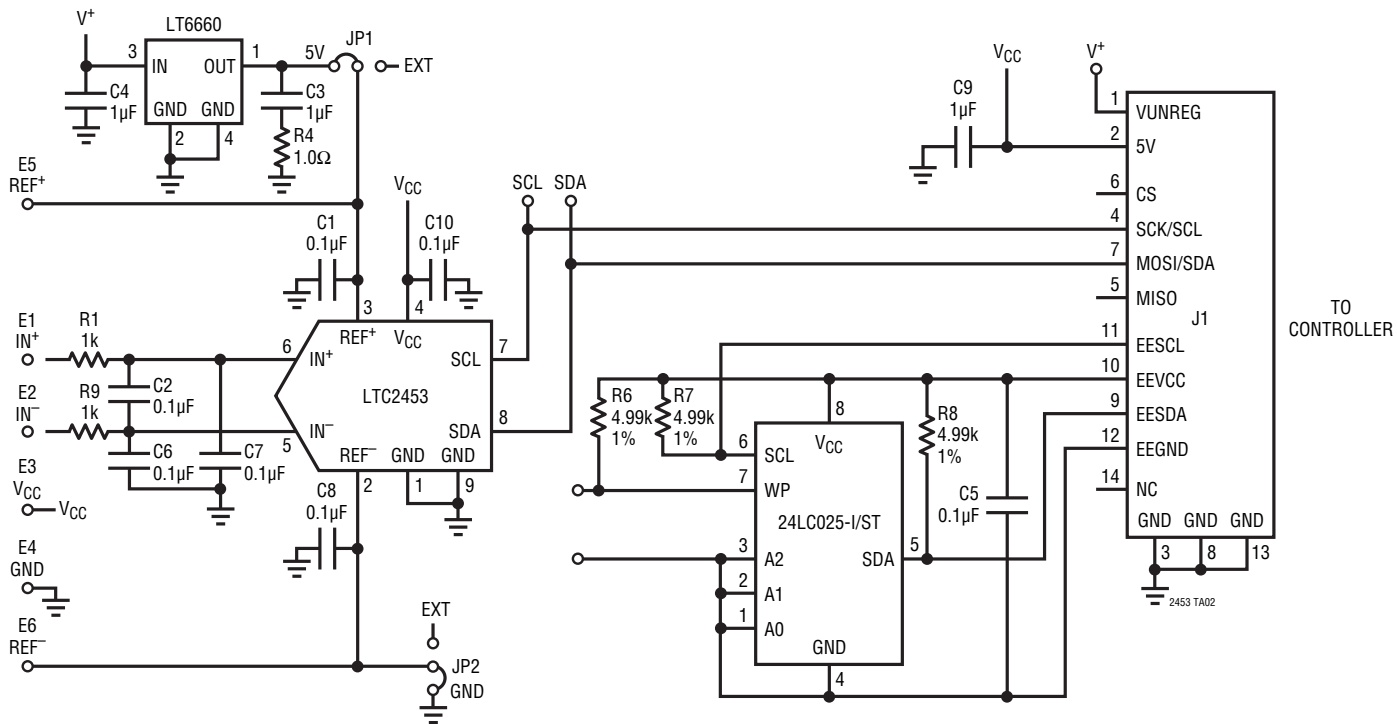 V+
LT6660
3
IN
OUT
1
5V
JP1
EXT
C4
1µF
GND
GND
2
4
C3
1µF
R4
1.0Ω
E5
REF+
VCC
SCL
SDA
C1
0.1µF
C10
0.1µF
3
4
REF+
VCC
E1
IN+
R1
1k
6
IN+
SCL
7
C2
0.1µF
LTC2453
E2
IN−
R9
1k
5
IN−
SDA
8
C6
0.1µF
C7
0.1µF
REF−
GND
GND
2
1
9
E3
VCC
VCC
C8
0.1µF
E4
GND
E6
REF−
EXT
JP2
GND
VCC
V+
C9
1µF
1
VUNREG
2
5V
6
CS
4
SCK/SCL
7
MOSI/SDA
5
MISO
J1
TO
CONTROLLER
11
EESCL
10
EEVCC
9
EESDA
12
EEGND
14
NC
GND
GND
GND
3
8
13
R6
4.99k
1%
R7
4.99k
1%
8
VCC
R8
4.99k
1%
6
SCL
7
WP
24LC025-I/ST
C5
0.1µF
3
A2
SDA
5
2
A1
1
A0
GND
4
2453 TA02